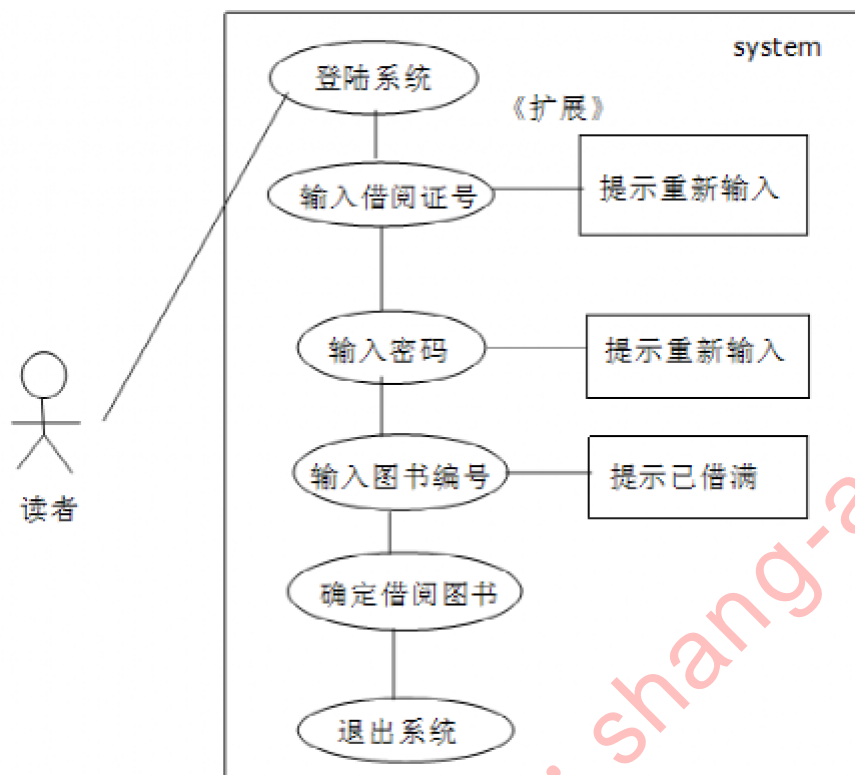 system
登陆系统
《扩展》
输入借阅证号
提示重新输入
输入密码
提示重新输入
输入图书编号
提示已借满
读者
确定借阅图书
退出系统
shang-a